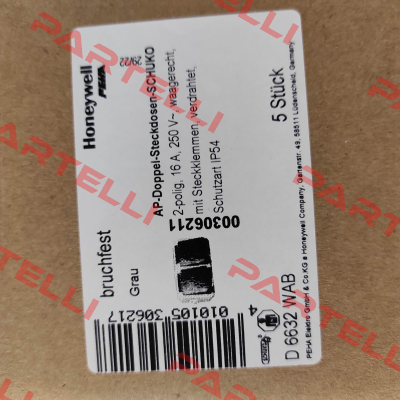 Honeywell
PEHA
29/22
AP-Doppel-Steckdosen-SCHUKO
2-polig, 16 A, 250 V~ waagerecht,
mit Steckklemmen, verdrahtet,
Schutzart IP54
00306211
5 Stück
bruchfest
Grau
4 010105 306217
D 6632 WAB
PEHA Elektro GmbH & Co.KG a Honeywell Company, Gartenstr. 49, 58511 Lüdenscheid, Germany
PARTELLI
PARTELLI
PARTELLI
PARTELLI
PARTELLI